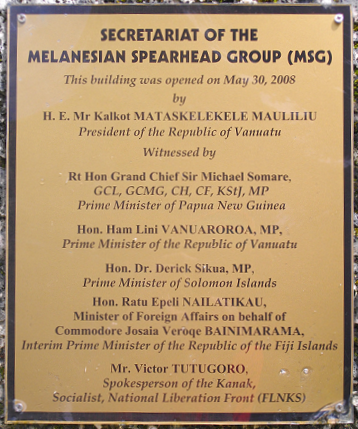 SECRETARIAT OF THE
MELANESIAN SPEARHEAD GROUP (MSG)
This building was opened on May 30, 2008
by
H. E. Mr Kalkot MATASKELEKELE MAULILIU
President of the Republic of Vanuatu
Witnessed by
Rt Hon Grand Chief Sir Michael Somare,
GCL, GCMG, CH, CF, KStJ, MP
Prime Minister of Papua New Guinea
Hon. Ham Lini VANUAROROA, MP,
Prime Minister of the Republic of Vanuatu
Hon. Dr. Derick Sikua, MP,
Prime Minister of Solomon Islands
Hon. Ratu Epeli NAILATIKAU,
Minister of Foreign Affairs on behalf of
Commodore Josaia Veroqe BAINIMARAMA,
Interim Prime Minister of the Republic of the Fiji Islands
Mr. Victor TUTUGORO,
Spokesperson of the Kanak,
Socialist, National Liberation Front (FLNKS)